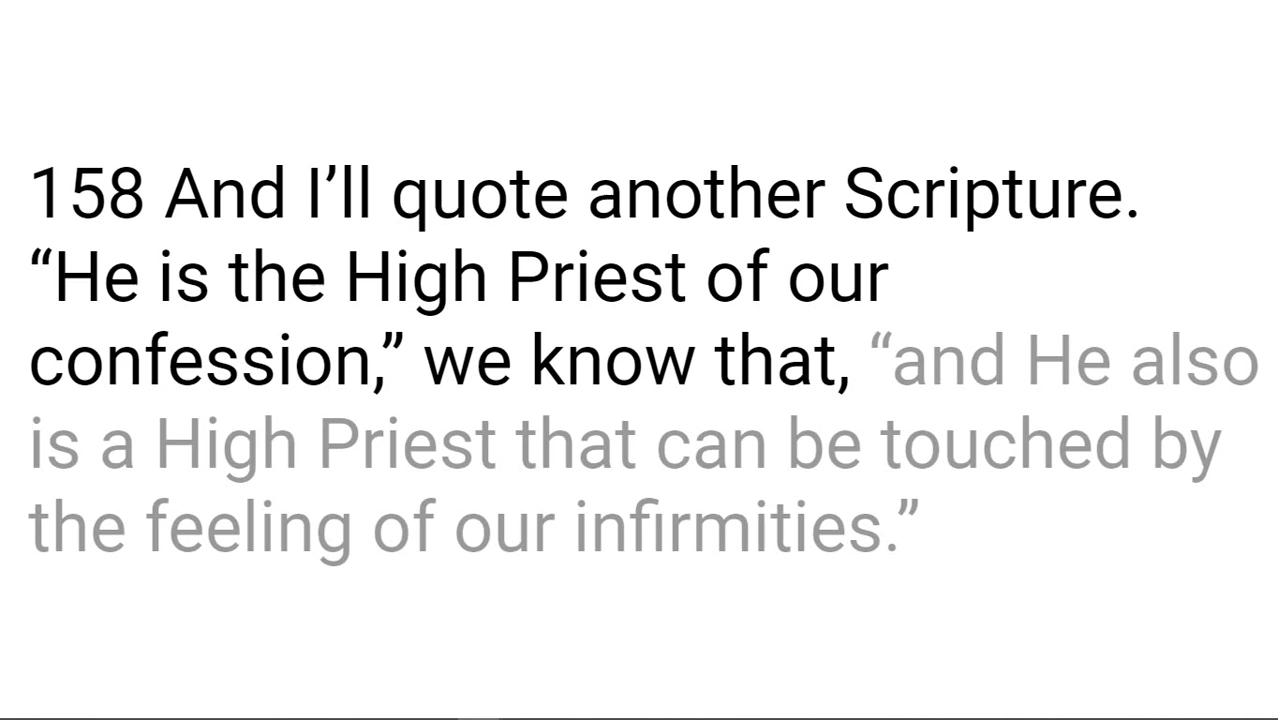 158 And I’ll quote another Scripture.
“He is the High Priest of our
confession,” we know that, “and He also
is a High Priest that can be touched by
the feeling of our infirmities.”